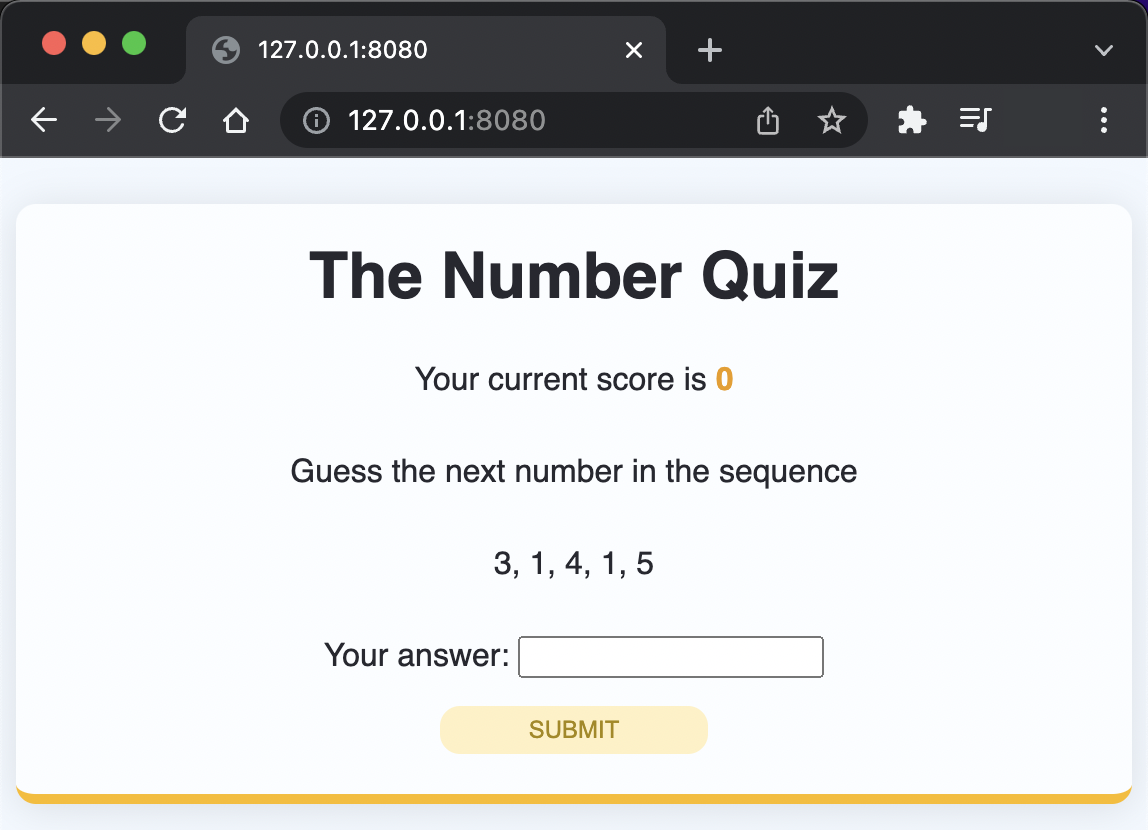 127.0.0.1:8080
127.0.0.1:8080
The Number Quiz
Your current score is 0
Guess the next number in the sequence
3, 1, 4, 1, 5
Your answer:
SUBMIT